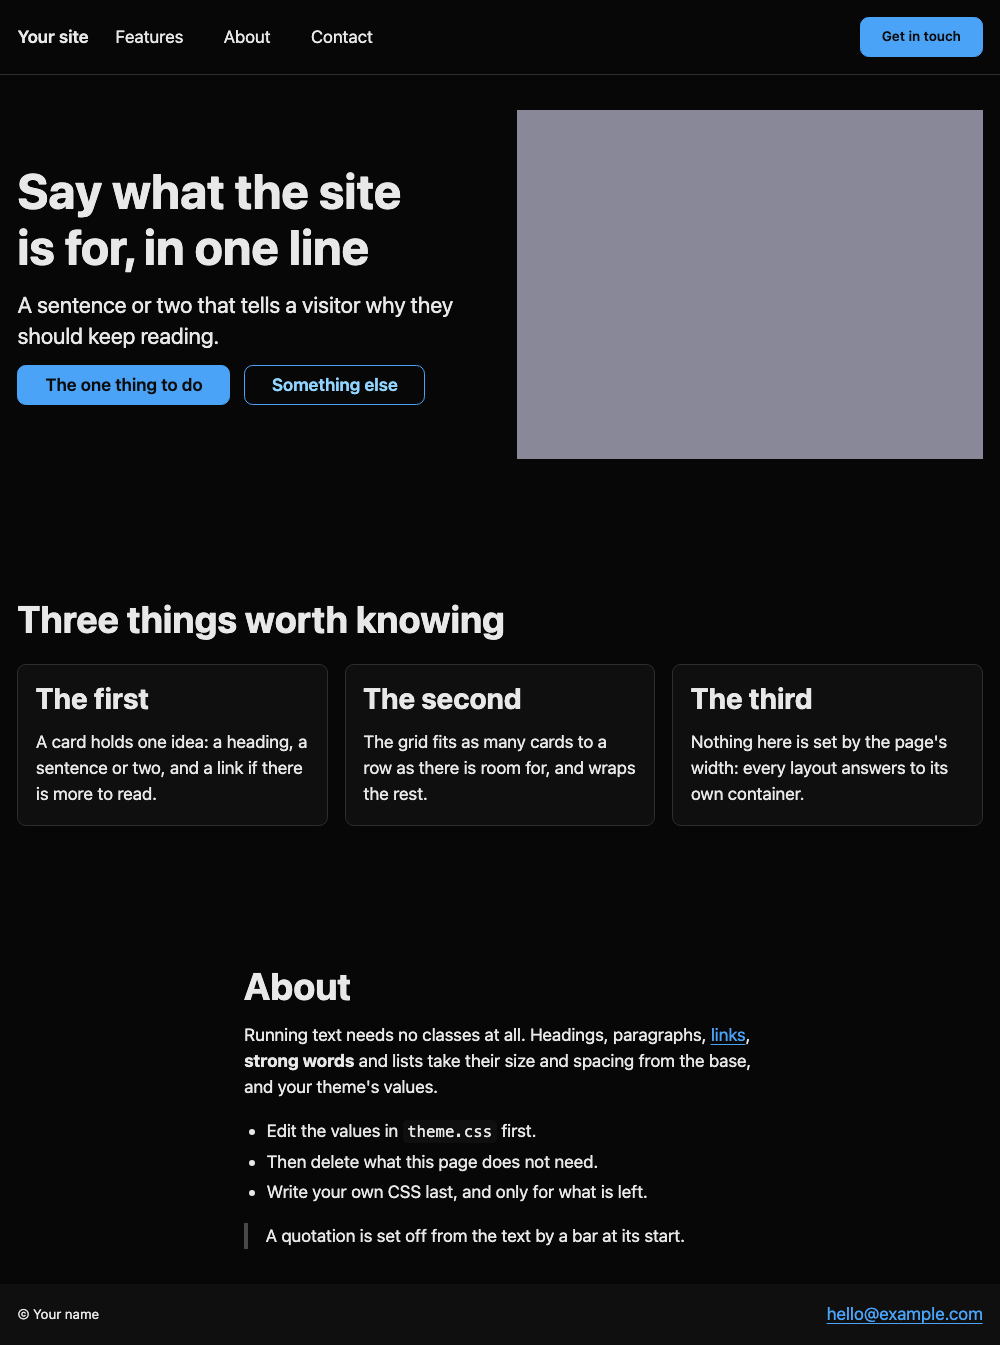 Your site Features About Contact Get in touch
Say what the site
is for, in one line
A sentence or two that tells a visitor why they
should keep reading.
The one thing to do Something else
Three things worth knowing
The first
A card holds one idea: a heading, a
sentence or two, and a link if there
is more to read.
The second
The grid fits as many cards to a
row as there is room for, and wraps
the rest.
The third
Nothing here is set by the page's
width: every layout answers to its
own container.
About
Running text needs no classes at all. Headings, paragraphs, links,
strong words and lists take their size and spacing from the base,
and your theme's values.
• Edit the values in theme.css first.
• Then delete what this page does not need.
• Write your own CSS last, and only for what is left.
A quotation is set off from the text by a bar at its start.
© Your name hello@example.com